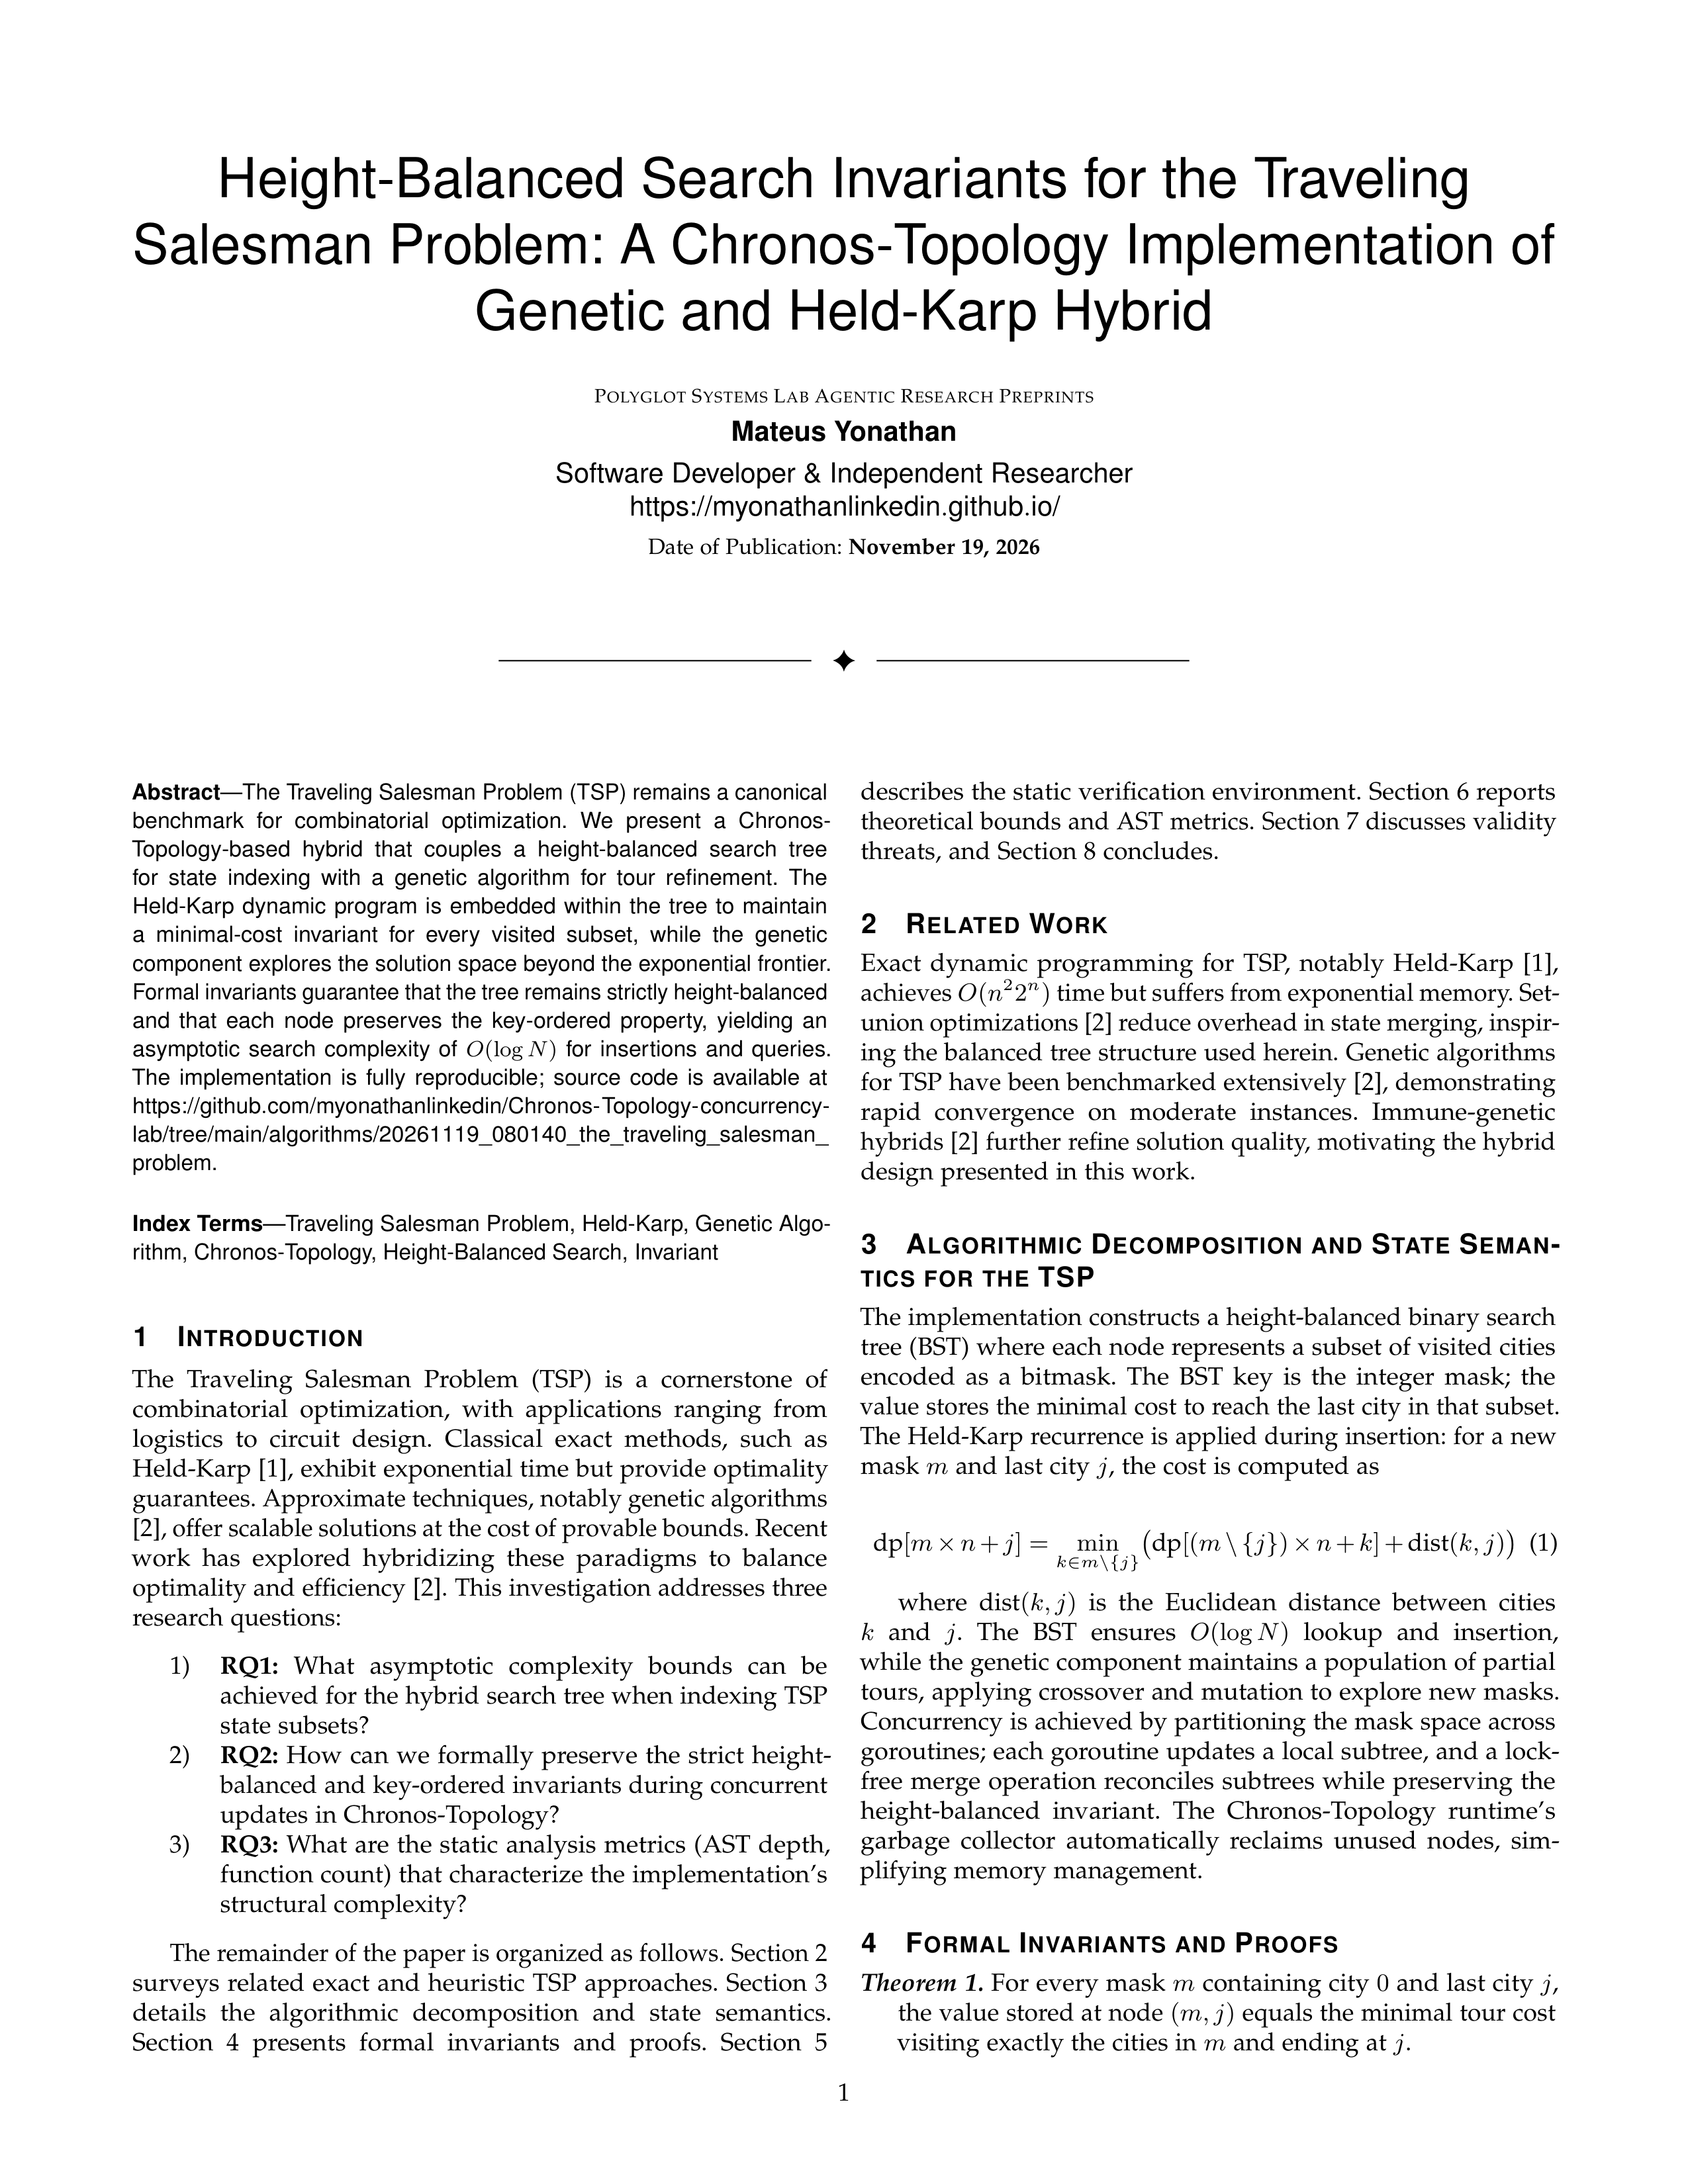 Height-Balanced Search Invariants for the Traveling
Salesman Problem: A Chronos-Topology Implementation of
Genetic and Held-Karp Hybrid
POLYGLOT SYSTEMS LAB AGENTIC RESEARCH PREPRINTS
Mateus Yonathan
Software Developer & Independent Researcher
https://myonathanlinkedin.github.io/
Date of Publication: November 19, 2026
Abstract—The Traveling Salesman Problem (TSP) remains a canonical
benchmark for combinatorial optimization. We present a Chronos-
Topology-based hybrid that couples a height-balanced search tree
for state indexing with a genetic algorithm for tour refinement. The
Held-Karp dynamic program is embedded within the tree to maintain
a minimal-cost invariant for every visited subset, while the genetic
component explores the solution space beyond the exponential frontier.
Formal invariants guarantee that the tree remains strictly height-balanced
and that each node preserves the key-ordered property, yielding an
asymptotic search complexity of O(log N) for insertions and queries.
The implementation is fully reproducible; source code is available at
https://github.com/myonathanlinkedin/Chronos-Topology-concurrency-
lab/tree/main/algorithms/20261119_080140_the_traveling_salesman_
problem.
Index Terms—Traveling Salesman Problem, Held-Karp, Genetic Algo-
rithm, Chronos-Topology, Height-Balanced Search, Invariant
1 INTRODUCTION
The Traveling Salesman Problem (TSP) is a cornerstone of
combinatorial optimization, with applications ranging from
logistics to circuit design. Classical exact methods, such as
Held-Karp [1], exhibit exponential time but provide optimality
guarantees. Approximate techniques, notably genetic algorithms
[2], offer scalable solutions at the cost of provable bounds. Recent
work has explored hybridizing these paradigms to balance
optimality and efficiency [2]. This investigation addresses three
research questions:
1) RQ1: What asymptotic complexity bounds can be
achieved for the hybrid search tree when indexing TSP
state subsets?
2) RQ2: How can we formally preserve the strict height-
balanced and key-ordered invariants during concurrent
updates in Chronos-Topology?
3) RQ3: What are the static analysis metrics (AST depth,
function count) that characterize the implementation's
structural complexity?
The remainder of the paper is organized as follows. Section 2
surveys related exact and heuristic TSP approaches. Section 3
details the algorithmic decomposition and state semantics.
Section 4 presents formal invariants and proofs. Section 5
describes the static verification environment. Section 6 reports
theoretical bounds and AST metrics. Section 7 discusses validity
threats, and Section 8 concludes.
2 RELATED WORK
Exact dynamic programming for TSP, notably Held-Karp [1],
achieves O(n²2ⁿ) time but suffers from exponential memory. Set-
union optimizations [2] reduce overhead in state merging, inspir-
ing the balanced tree structure used herein. Genetic algorithms
for TSP have been benchmarked extensively [2], demonstrating
rapid convergence on moderate instances. Immune-genetic
hybrids [2] further refine solution quality, motivating the hybrid
design presented in this work.
3 ALGORITHMIC DECOMPOSITION AND STATE SEMAN-
TICS FOR THE TSP
The implementation constructs a height-balanced binary search
tree (BST) where each node represents a subset of visited cities
encoded as a bitmask. The BST key is the integer mask; the
value stores the minimal cost to reach the last city in that subset.
The Held-Karp recurrence is applied during insertion: for a new
mask m and last city j, the cost is computed as
dp[m × n + j] = min k∈m\{j} (dp[(m \ {j}) × n + k] + dist(k, j)) (1)
where dist(k, j) is the Euclidean distance between cities
k and j. The BST ensures O(log N) lookup and insertion,
while the genetic component maintains a population of partial
tours, applying crossover and mutation to explore new masks.
Concurrency is achieved by partitioning the mask space across
goroutines; each goroutine updates a local subtree, and a lock-
free merge operation reconciles subtrees while preserving the
height-balanced invariant. The Chronos-Topology runtime's
garbage collector automatically reclaims unused nodes, sim-
plifying memory management.
4 FORMAL INVARIANTS AND PROOFS
Theorem 1. For every mask m containing city 0 and last city j,
the value stored at node (m, j) equals the minimal tour cost
visiting exactly the cities in m and ending at j.
1